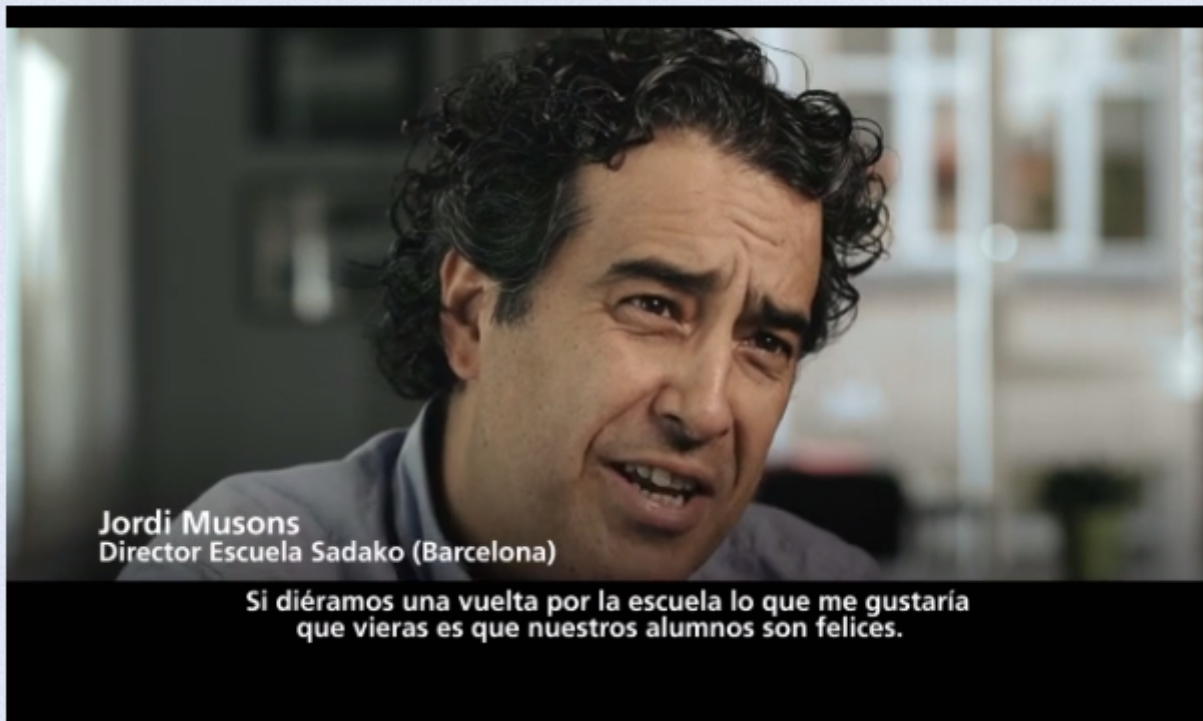 Jordi Musons
Director Escuela Sadako (Barcelona)
Si diéramos una vuelta por la escuela lo que me gustaría
que vieras es que nuestros alumnos son felices.